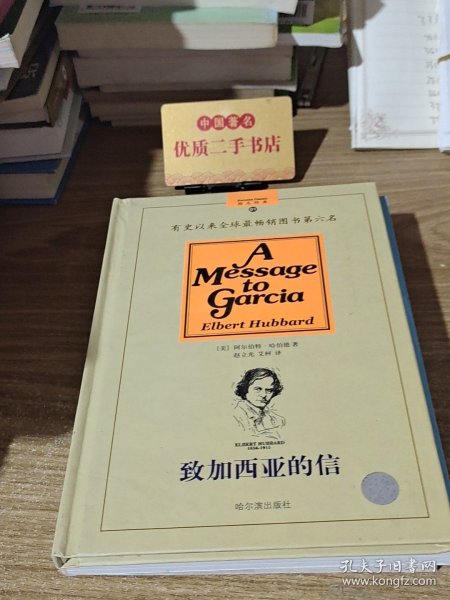 中国著名
优质二手书店
有史以来全球最畅销图书第六名
A
Message
to
Garcia
Elbert Hubbard
[美] 阿尔伯特·哈伯德 著
赵立光 艾柯 译
ELBERT HUBBARD
1856-1915
致加西亚的信
哈尔滨出版社
孔夫子旧书网
www.kongfz.com